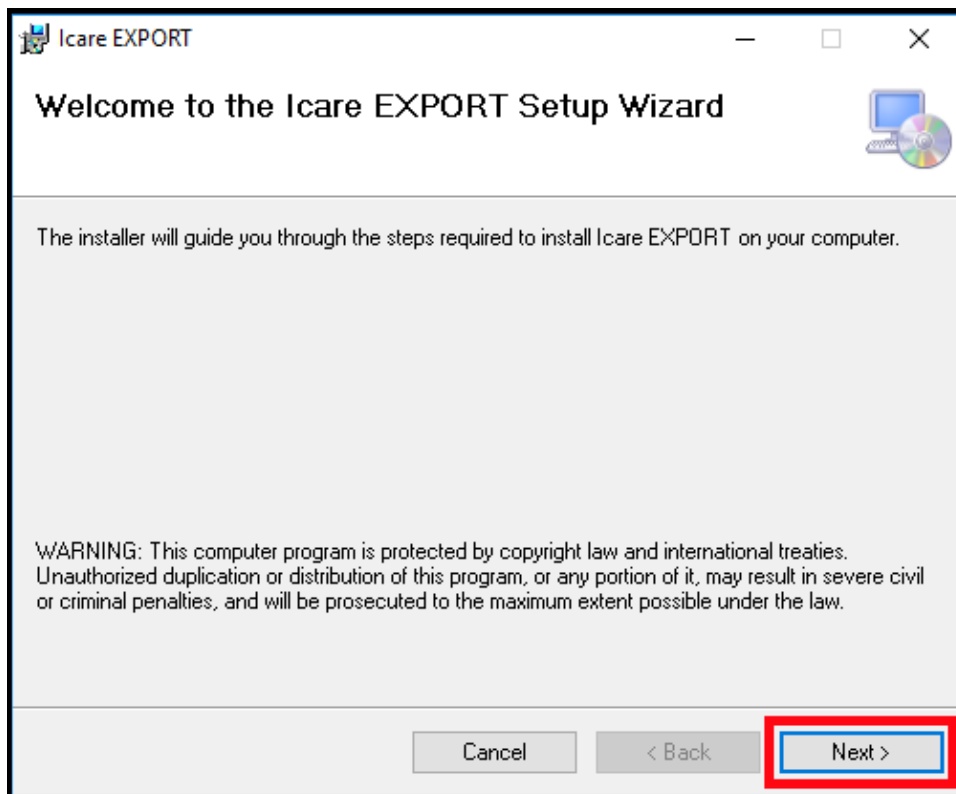 Icare EXPORT
Welcome to the Icare EXPORT Setup Wizard
The installer will guide you through the steps required to install Icare EXPORT on your computer.
WARNING: This computer program is protected by copyright law and international treaties.
Unauthorized duplication or distribution of this program, or any portion of it, may result in severe civil
or criminal penalties, and will be prosecuted to the maximum extent possible under the law.
Cancel
< Back
Next >